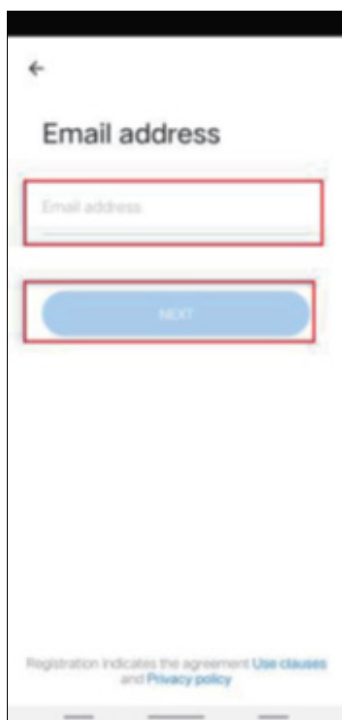 Email address
Email address
NEXT
Registration indicates the agreement Use clauses
and Privacy policy